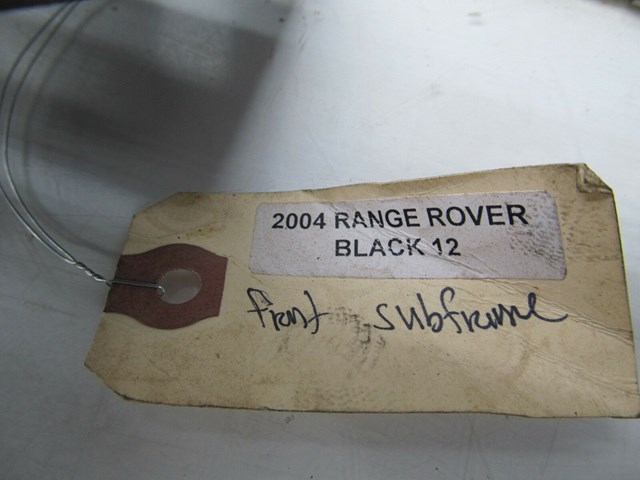 2004 RANGE ROVER
BLACK 12
front subframe